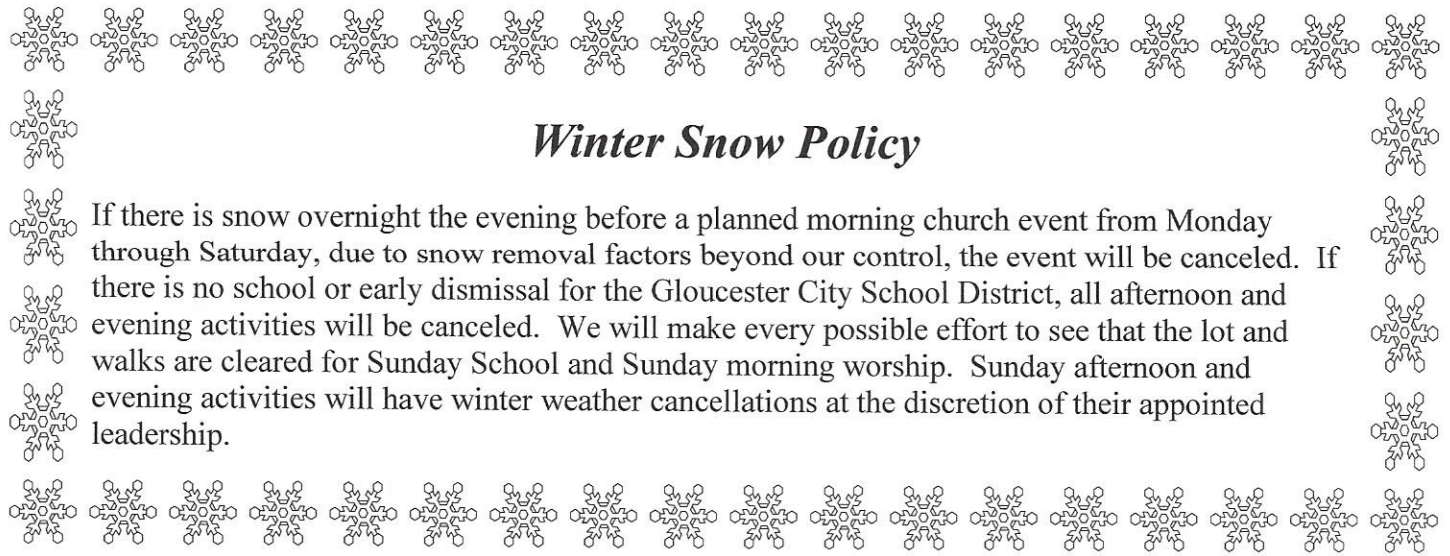 Winter Snow Policy
If there is snow overnight the evening before a planned morning church event from Monday
through Saturday, due to snow removal factors beyond our control, the event will be canceled.  If
there is no school or early dismissal for the Gloucester City School District, all afternoon and
evening activities will be canceled.  We will make every possible effort to see that the lot and
walks are cleared for Sunday School and Sunday morning worship.  Sunday afternoon and
evening activities will have winter weather cancellations at the discretion of their appointed
leadership.